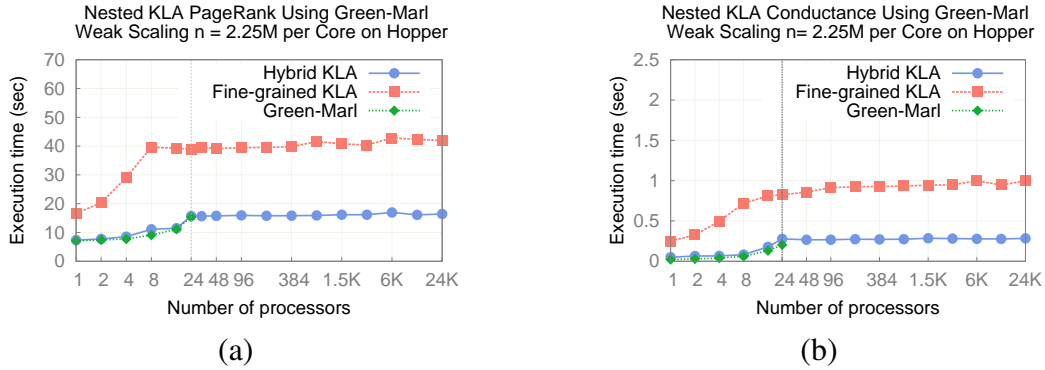 Nested KLA PageRank Using Green-Marl
Weak Scaling n = 2.25M per Core on Hopper
70
60
50
40
30
20
10
0
Execution time (sec)
Hybrid KLA
Fine-grained KLA
Green-Marl
1 2 4 8 24 48 96 384 1.5K 6K 24K
Number of processors
(a)
Nested KLA Conductance Using Green-Marl
Weak Scaling n= 2.25M per Core on Hopper
2.5
2
1.5
1
0.5
0
Execution time (sec)
Hybrid KLA
Fine-grained KLA
Green-Marl
1 2 4 8 24 48 96 384 1.5K 6K 24K
Number of processors
(b)